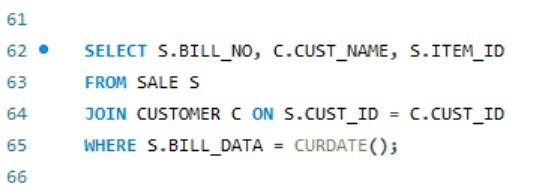 61
62 SELECT S.BILL_NO, C.CUST_NAME, S.ITEM_ID
63 FROM SALE S
64 JOIN CUSTOMER C ON S.CUST_ID = C.CUST_ID
65 WHERE S.BILL_DATA = CURDATE();
66